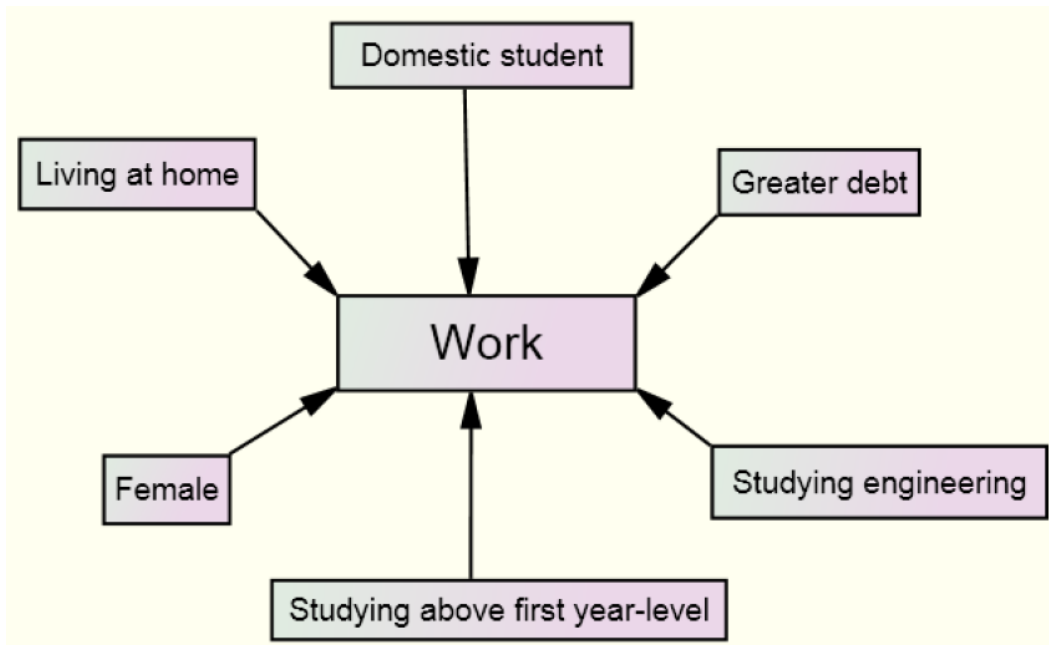 Domestic student
Living at home
Greater debt
Work
Female
Studying engineering
Studying above first year-level